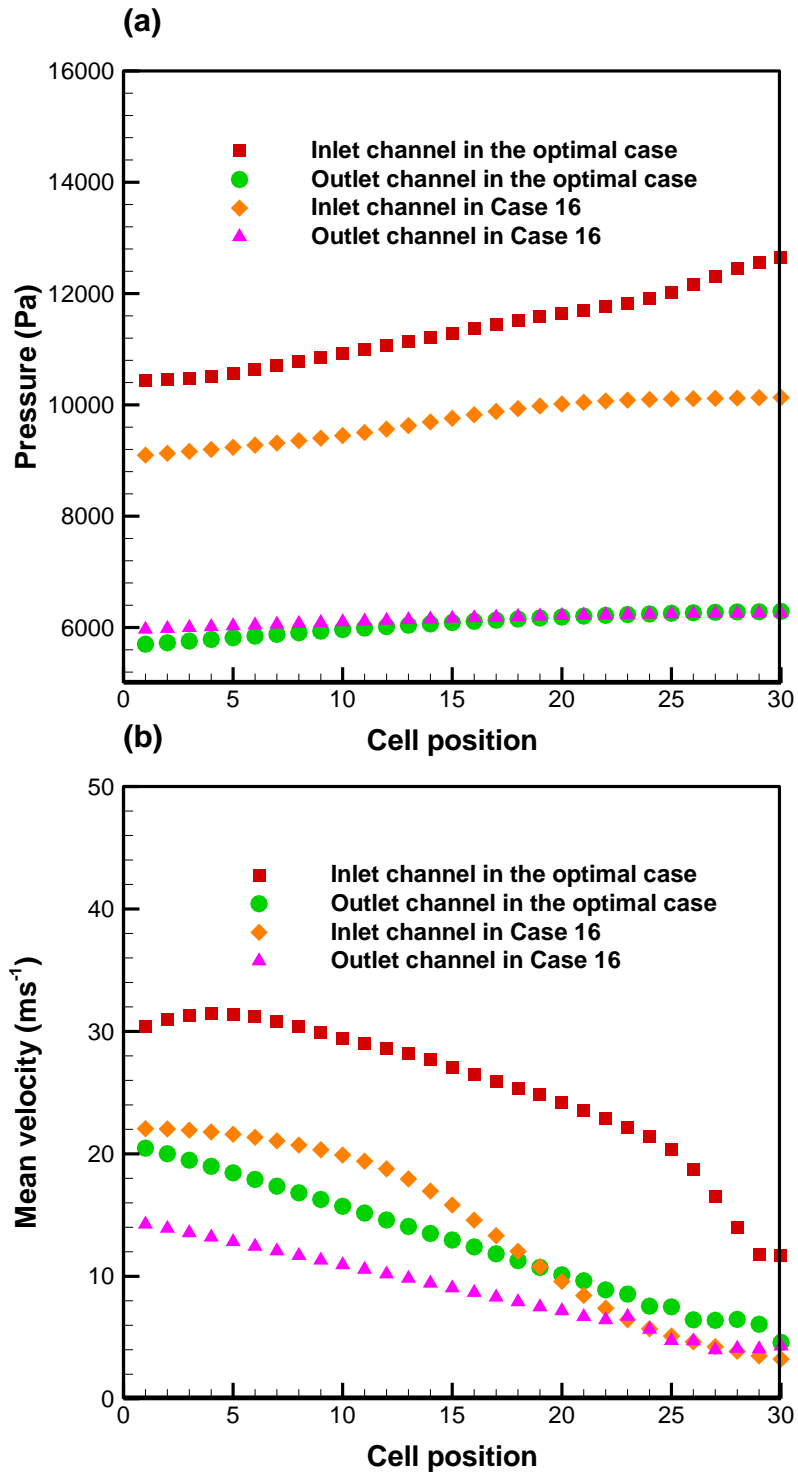 (a)
16000
14000
12000
10000
8000
6000
Pressure (Pa)
Inlet channel in the optimal case
Outlet channel in the optimal case
Inlet channel in Case 16
Outlet channel in Case 16
0 5 10 15 20 25 30
Cell position
(b)
50
40
30
20
10
0
Mean velocity (ms⁻¹)
Inlet channel in the optimal case
Outlet channel in the optimal case
Inlet channel in Case 16
Outlet channel in Case 16
0 5 10 15 20 25 30
Cell position